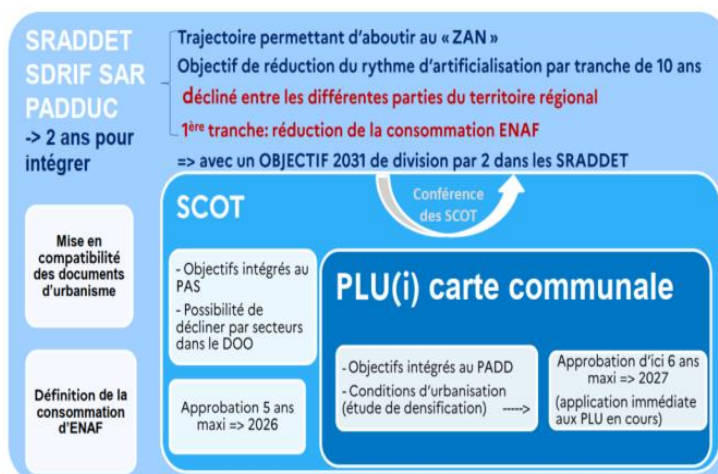 SRADDET
SDRIF SAR
PADDUC
-> 2 ans pour
intégrer
Trajectoire permettant d'aboutir au « ZAN »
Objectif de réduction du rythme d'artificialisation par tranche de 10 ans
décliné entre les différentes parties du territoire régional
1ère tranche: réduction de la consommation ENAF
=> avec un OBJECTIF 2031 de division par 2 dans les SRADDET
Conférence
des SCOT
Mise en
compatibilité
des documents
d'urbanisme
Définition de la
consommation
d'ENAF
SCOT
- Objectifs intégrés au
PAS
- Possibilité de
décliner par secteurs
dans le DOO
Approbation 5 ans
maxi => 2026
PLU(i) carte communale
- Objectifs intégrés au PADD
- Conditions d'urbanisation
(étude de densification) ----->
Approbation d'ici 6 ans
maxi => 2027
(application immédiate
aux PLU en cours)